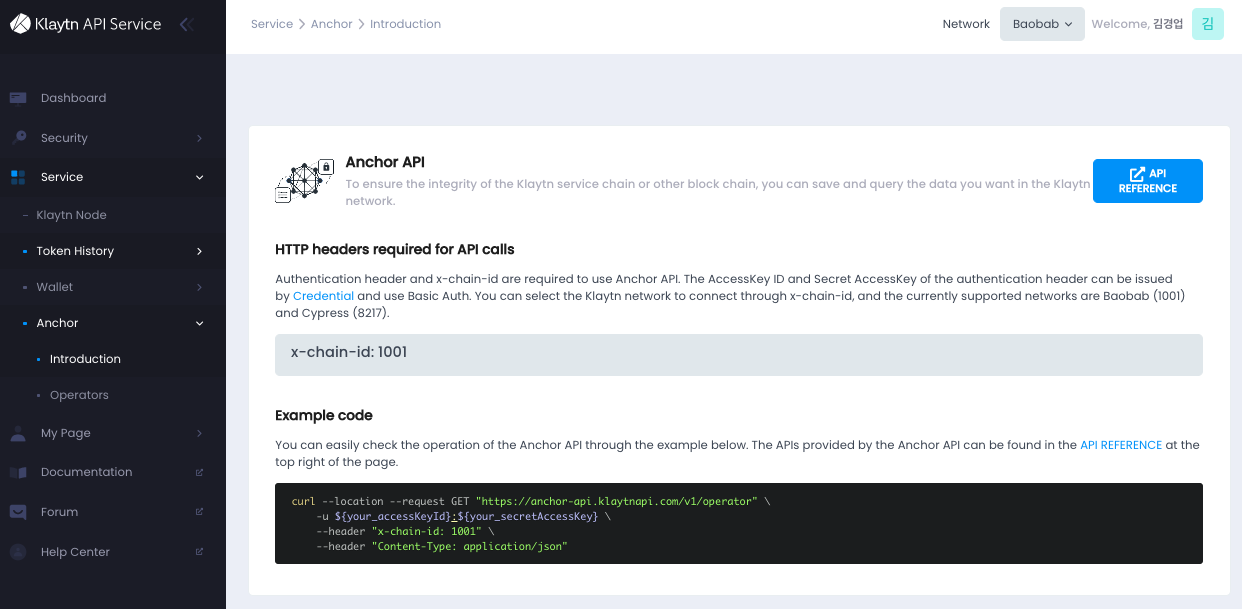 Klaytn API Service
Service > Anchor > Introduction
Network
Baobab
Welcome, 김경업
김
Dashboard
Security
Service
Klaytn Node
Token History
Wallet
Anchor
Introduction
Operators
My Page
Documentation
Forum
Help Center
Anchor API
To ensure the integrity of the Klaytn service chain or other block chain, you can save and query the data you want in the Klaytn
network.
API
REFERENCE
HTTP headers required for API calls
Authentication header and x-chain-id are required to use Anchor API. The AccessKey ID and Secret AccessKey of the authentication header can be issued
by Credential and use Basic Auth. You can select the Klaytn network to connect through x-chain-id, and the currently supported networks are Baobab (1001)
and Cypress (8217).
x-chain-id: 1001
Example code
You can easily check the operation of the Anchor API through the example below. The APIs provided by the Anchor API can be found in the API REFERENCE at the
top right of the page.
curl --location --request GET "https://anchor-api.klaytnapi.com/v1/operator" \
-u ${your_accessKeyId}:${your_secretAccessKey} \
--header "x-chain-id: 1001" \
--header "Content-Type: application/json"